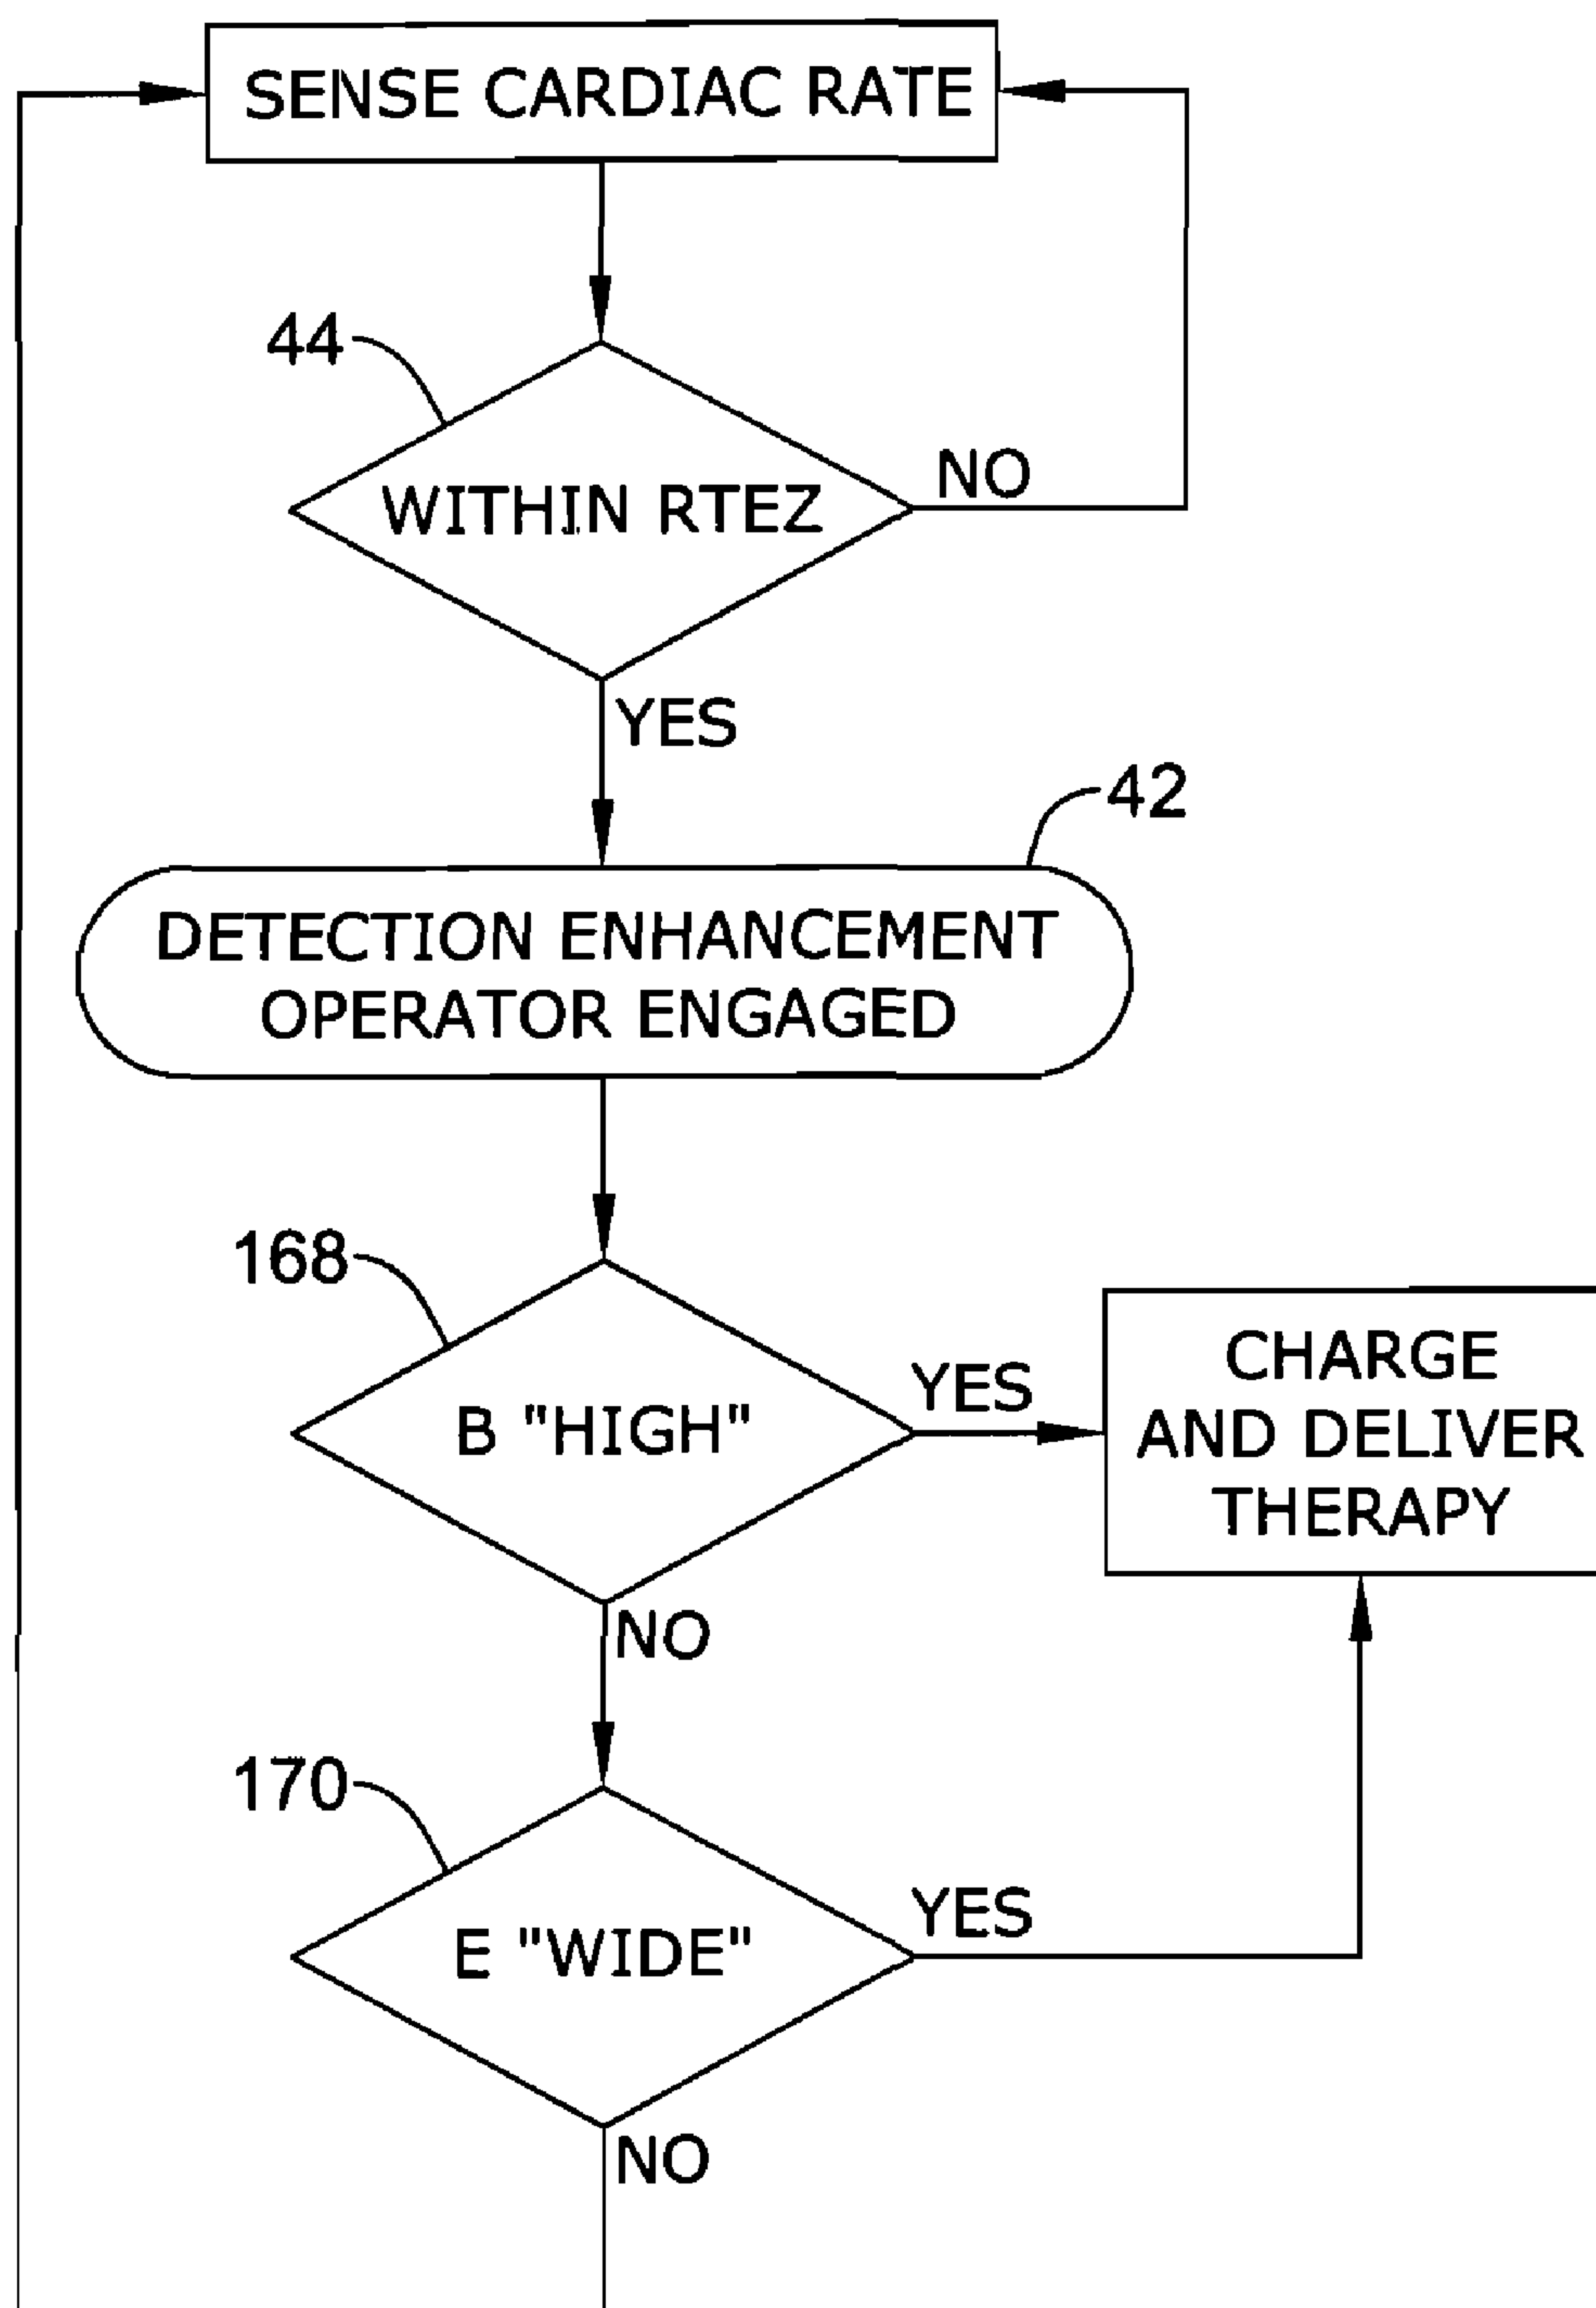 SENSE CARDIAC RATE
44
WITHIN RTEZ
NO
YES
42
DETECTION ENHANCEMENT
OPERATOR ENGAGED
168
B "HIGH"
YES
CHARGE
AND DELIVER
THERAPY
NO
170
E "WIDE"
YES
NO